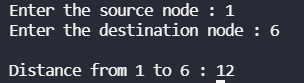 Enter the source node : 1
Enter the destination node : 6
Distance from 1 to 6 : 12